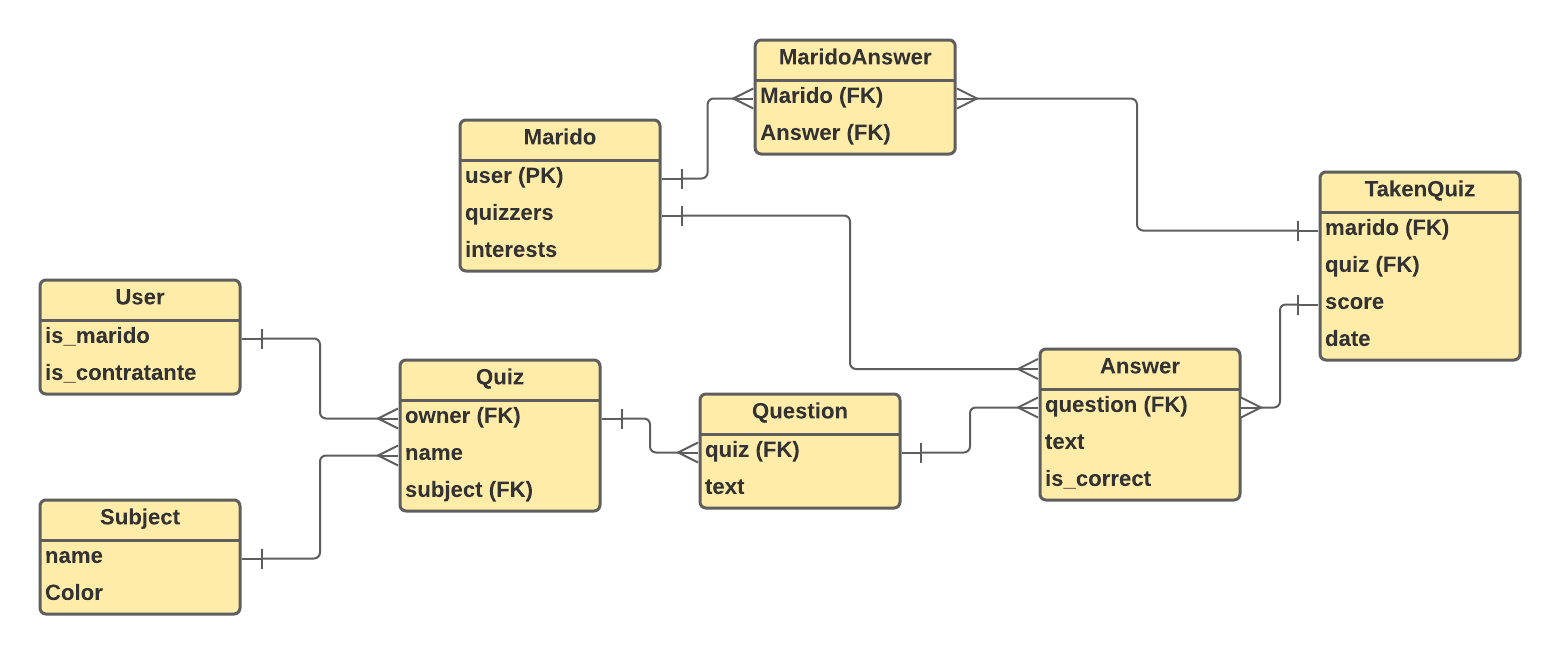 MaridoAnswer
Marido (FK)
Answer (FK)
Marido
user (PK)
quizzers
interests
TakenQuiz
marido (FK)
quiz (FK)
score
date
User
is_marido
is_contratante
Quiz
owner (FK)
name
subject (FK)
Question
quiz (FK)
text
Answer
question (FK)
text
is_correct
Subject
name
Color